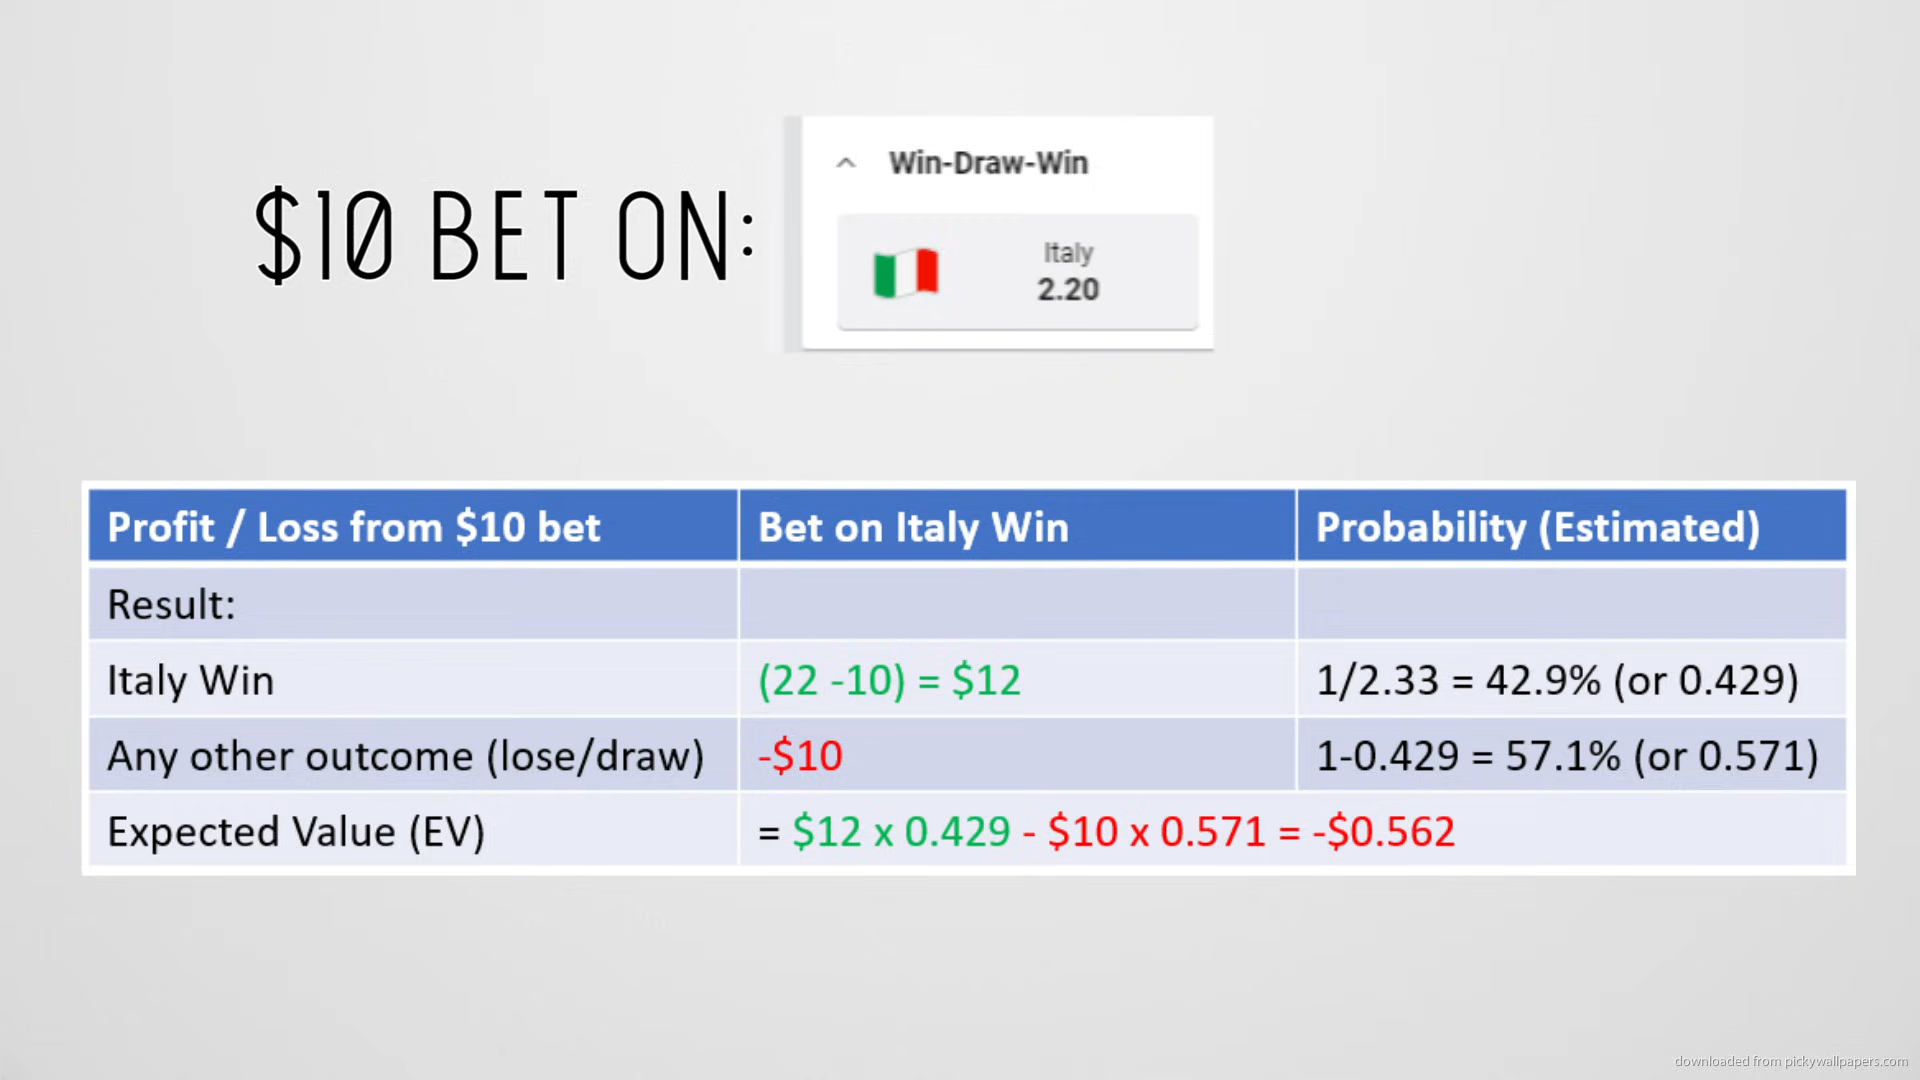 $10 BET ON:
Win-Draw-Win
Italy
2.20
Profit / Loss from $10 bet
Bet on Italy Win
Probability (Estimated)
Result:
Italy Win
(22 -10) = $12
1/2.33 = 42.9% (or 0.429)
Any other outcome (lose/draw)
-$10
1-0.429 = 57.1% (or 0.571)
Expected Value (EV)
= $12 x 0.429 - $10 x 0.571 = -$0.562
downloaded from pickywallpapers.com